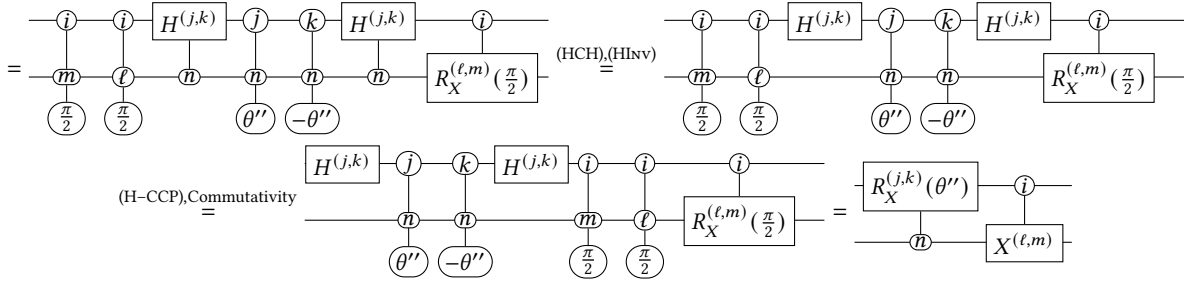 i i H^{(j,k)} j k H^{(j,k)} i
= m ℓ n n n n R_X^{(ℓ,m)}(π/2)
π/2 π/2 θ'' −θ''
(HCH),(HInv)
=
i i H^{(j,k)} j k H^{(j,k)} i
m ℓ n n R_X^{(ℓ,m)}(π/2)
π/2 π/2 θ'' −θ''
(H−CCP),Commutativity
=
H^{(j,k)} j k H^{(j,k)} i i i
n n m ℓ R_X^{(ℓ,m)}(π/2)
θ'' −θ'' π/2 π/2
=
R_X^{(j,k)}(θ'') i
n X^{(ℓ,m)}